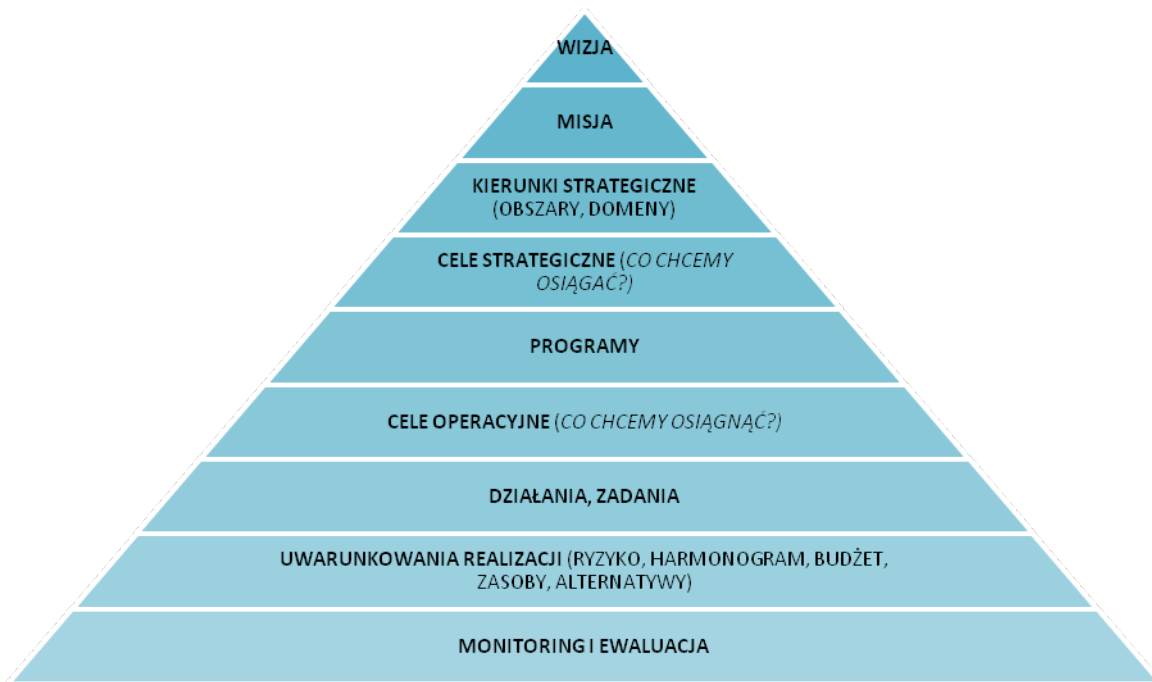 WIZJA
MISJA
KIERUNKI STRATEGICZNE
(OBSZARY, DOMENY)
CELE STRATEGICZNE (CO CHCEMY
OSIĄGAĆ?)
PROGRAMY
CELE OPERACYJNE (CO CHCEMY OSIĄGNĄĆ?)
DZIAŁANIA, ZADANIA
UWARUNKOWANIA REALIZACJI (RYZYKO, HARMONOGRAM, BUDŻET,
ZASOBY, ALTERNATYWY)
MONITORING I EWALUACJA